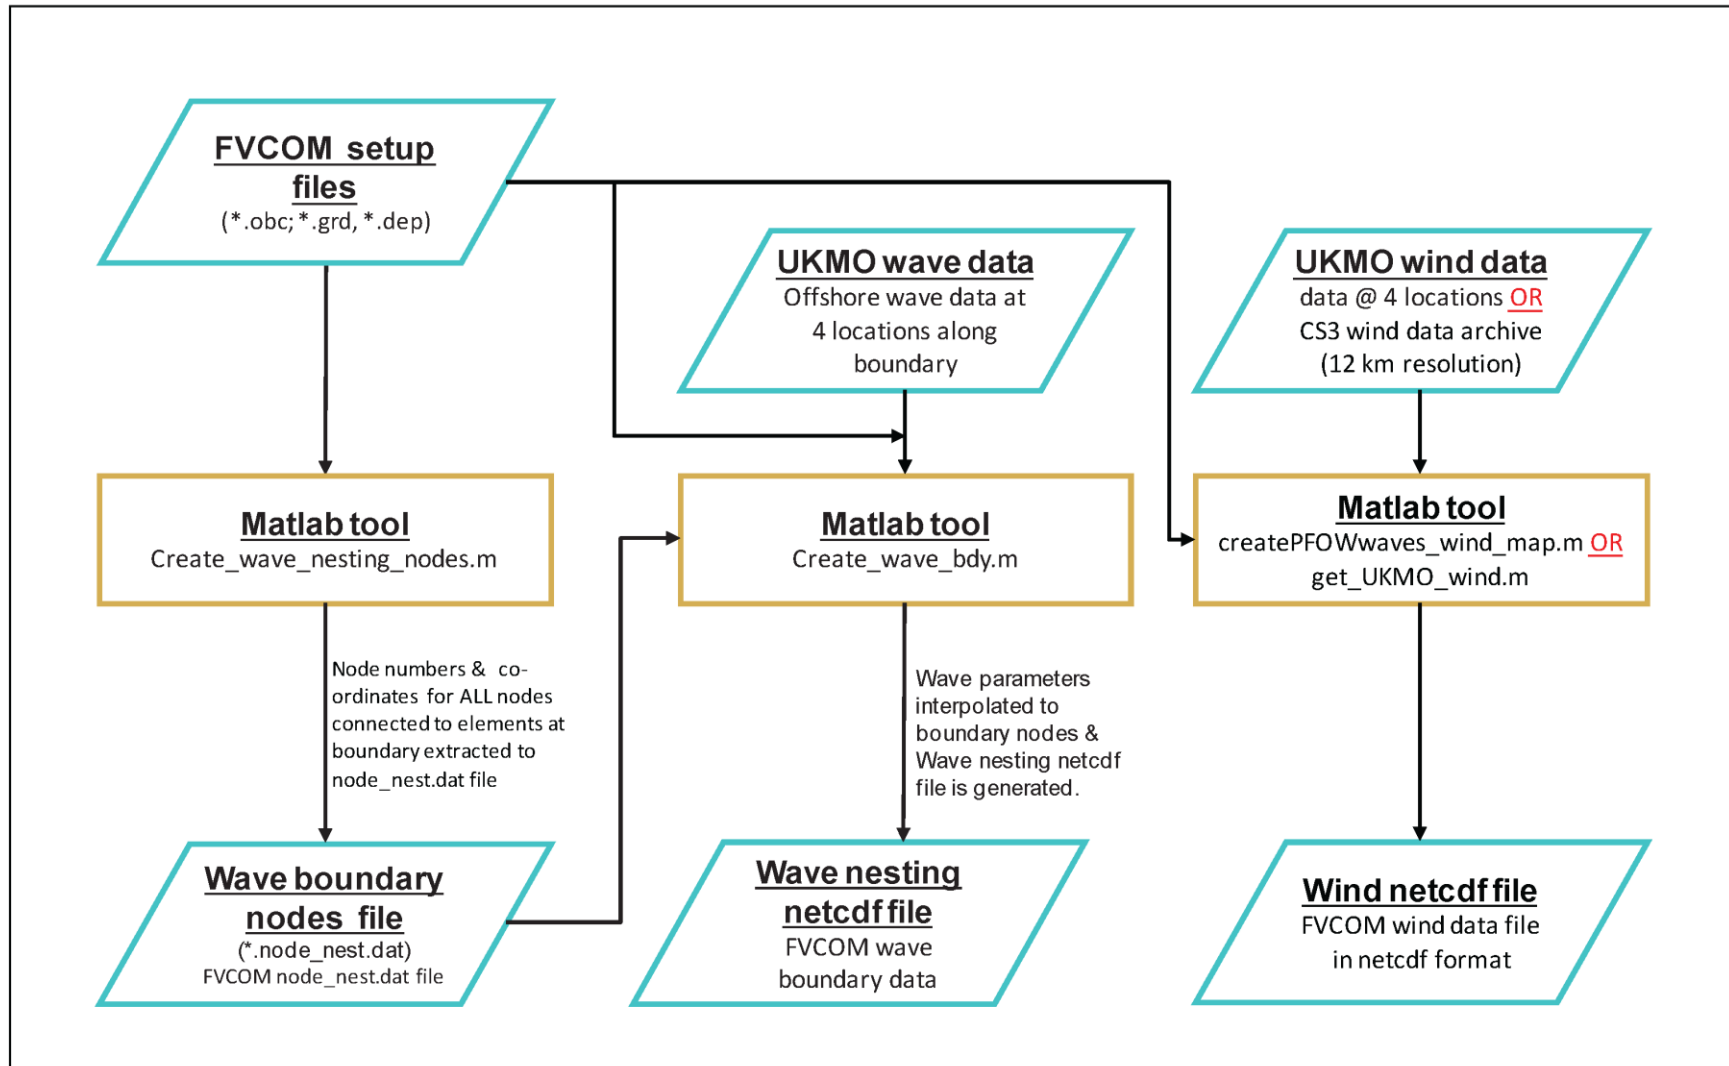 FVCOM setup
files
(*.obc; *.grd, *.dep)
UKMO wave data
Offshore wave data at
4 locations along
boundary
UKMO wind data
data @ 4 locations OR
CS3 wind data archive
(12 km resolution)
Matlab tool
Create_wave_nesting_nodes.m
Matlab tool
Create_wave_bdy.m
Matlab tool
createPFOWwaves_wind_map.m OR
get_UKMO_wind.m
Node numbers & co-
ordinates for ALL nodes
connected to elements at
boundary extracted to
node_nest.dat file
Wave parameters
interpolated to
boundary nodes &
Wave nesting netcdf
file is generated.
Wave boundary
nodes file
(*.node_nest.dat)
FVCOM node_nest.dat file
Wave nesting
netcdf file
FVCOM wave
boundary data
Wind netcdf file
FVCOM wind data file
in netcdf format